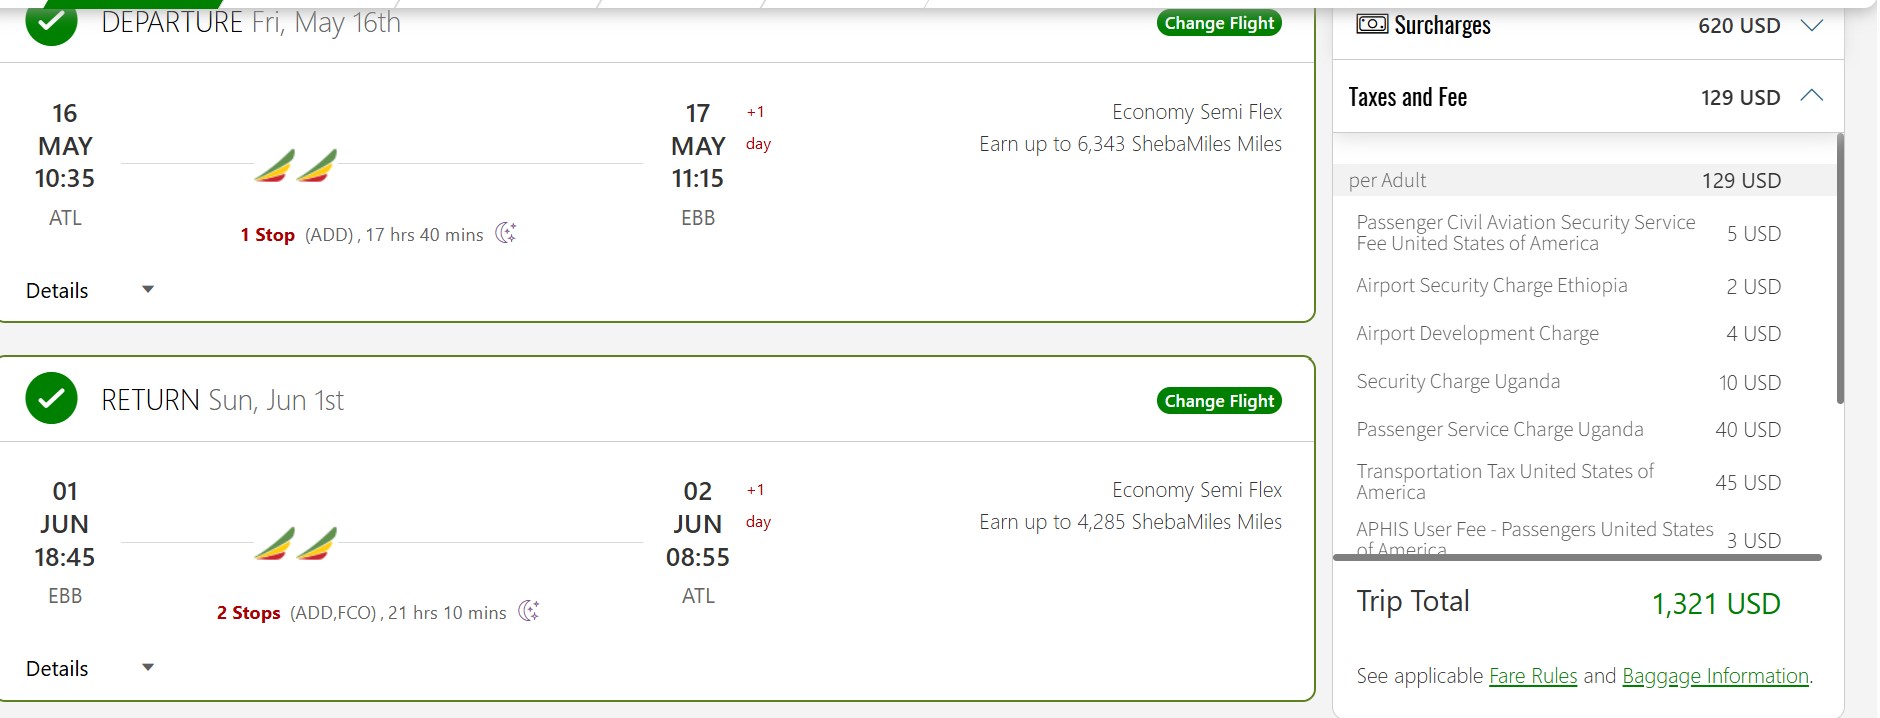 DEPARTURE Fri, May 16th
Change Flight
16
MAY
10:35
ATL
17
MAY
11:15
EBB
+1
day
Economy Semi Flex
Earn up to 6,343 ShebaMiles Miles
1 Stop (ADD) , 17 hrs 40 mins
Details
RETURN Sun, Jun 1st
Change Flight
01
JUN
18:45
EBB
02
JUN
08:55
ATL
+1
day
Economy Semi Flex
Earn up to 4,285 ShebaMiles Miles
2 Stops (ADD,FCO) , 21 hrs 10 mins
Details
Surcharges 620 USD
Taxes and Fee 129 USD
per Adult 129 USD
Passenger Civil Aviation Security Service
Fee United States of America
5 USD
Airport Security Charge Ethiopia 2 USD
Airport Development Charge 4 USD
Security Charge Uganda 10 USD
Passenger Service Charge Uganda 40 USD
Transportation Tax United States of
America
45 USD
APHIS User Fee - Passengers United States
of America
3 USD
Trip Total 1,321 USD
See applicable Fare Rules and Baggage Information.